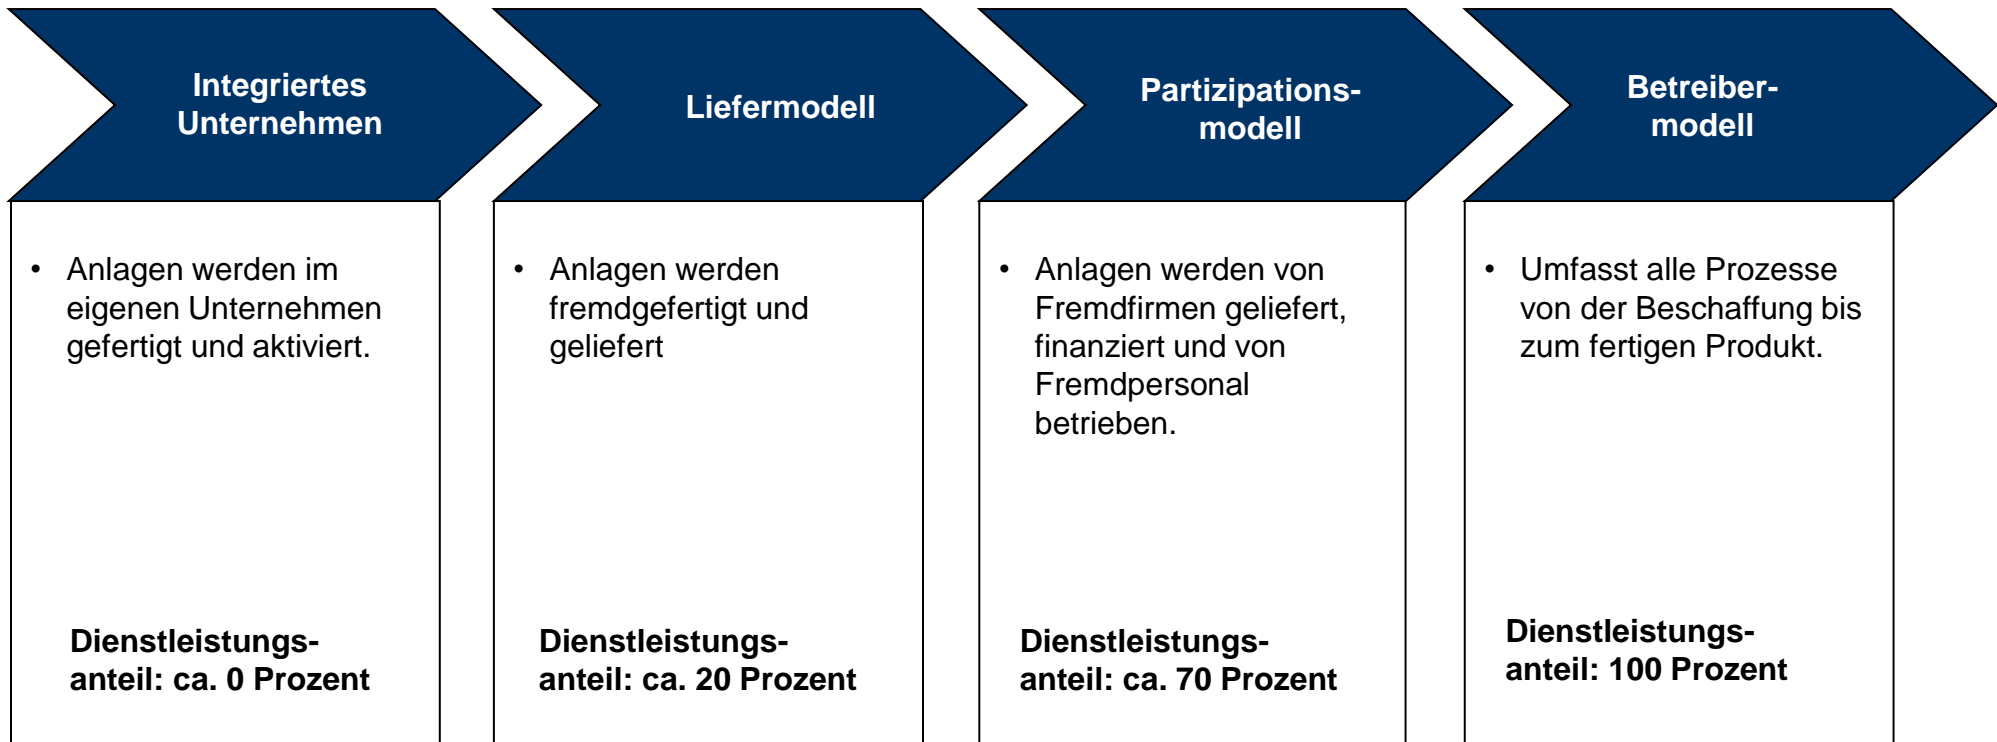 Integriertes
Unternehmen
Liefermodell
Partizipations-
modell
Betreiber-
modell
• Anlagen werden im
eigenen Unternehmen
gefertigt und aktiviert.
Dienstleistungs-
anteil: ca. 0 Prozent
• Anlagen werden
fremdgefertigt und
geliefert
Dienstleistungs-
anteil: ca. 20 Prozent
• Anlagen werden von
Fremdfirmen geliefert,
finanziert und von
Fremdpersonal
betrieben.
Dienstleistungs-
anteil: ca. 70 Prozent
• Umfasst alle Prozesse
von der Beschaffung bis
zum fertigen Produkt.
Dienstleistungs-
anteil: 100 Prozent